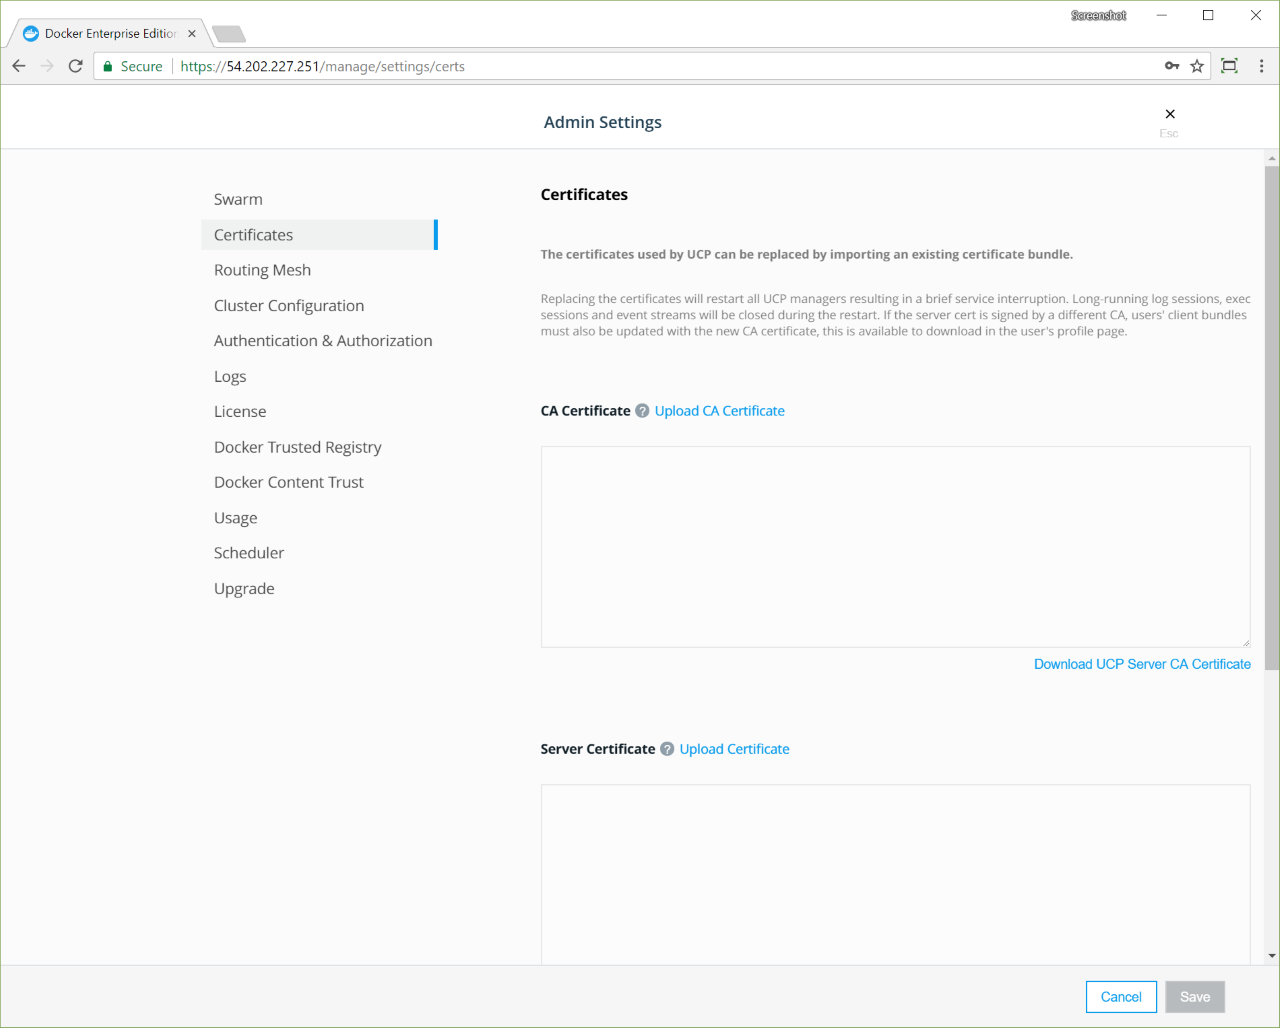 Screenshot
Docker Enterprise Edition
Secure https://54.202.227.251/manage/settings/certs
Admin Settings
Esc
Swarm
Certificates
Routing Mesh
Cluster Configuration
Authentication & Authorization
Logs
License
Docker Trusted Registry
Docker Content Trust
Usage
Scheduler
Upgrade
Certificates
The certificates used by UCP can be replaced by importing an existing certificate bundle.
Replacing the certificates will restart all UCP managers resulting in a brief service interruption. Long-running log sessions, exec
sessions and event streams will be closed during the restart. If the server cert is signed by a different CA, users' client bundles
must also be updated with the new CA certificate, this is available to download in the user's profile page.
CA Certificate ? Upload CA Certificate
Download UCP Server CA Certificate
Server Certificate ? Upload Certificate
Cancel Save